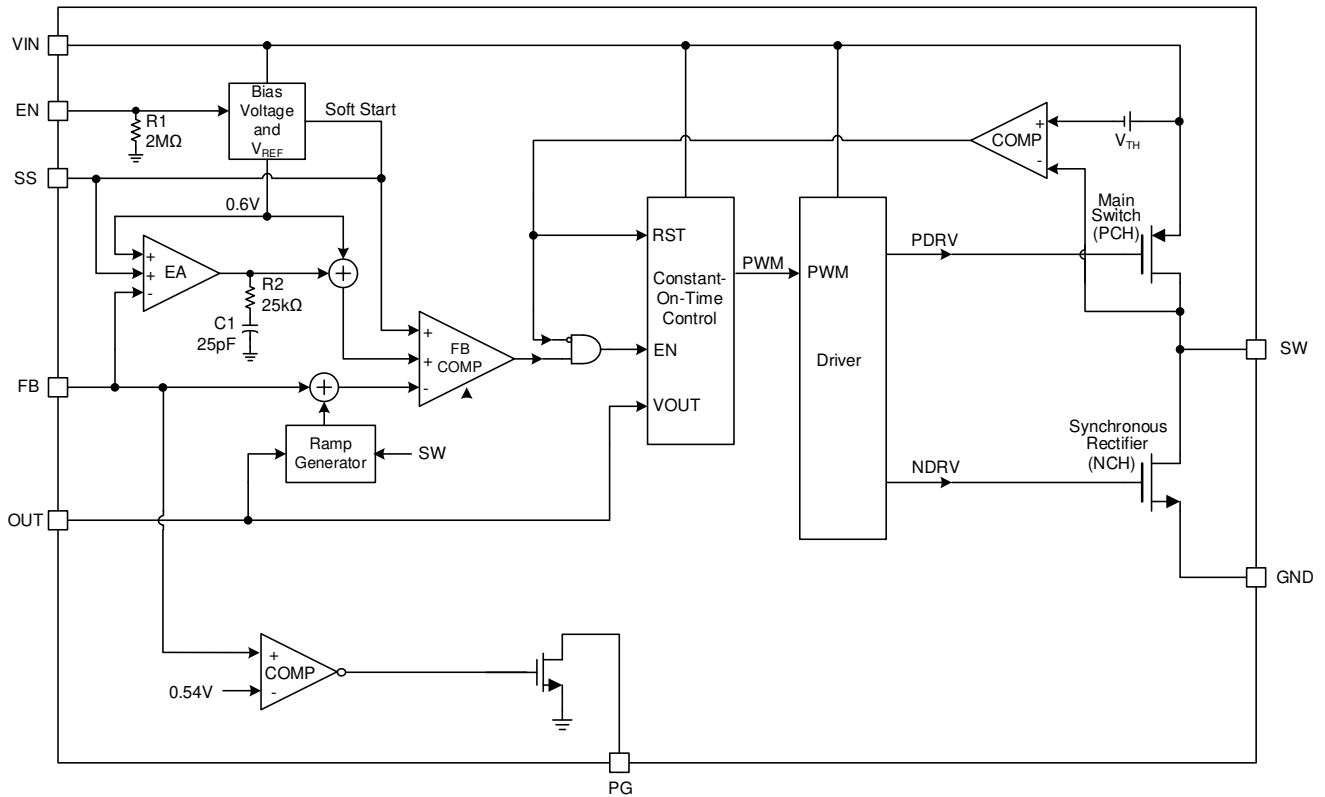 VIN
EN
R1
2MΩ
Bias
Voltage
and
VREF
Soft Start
SS
0.6V
+
+
-
EA
R2
25kΩ
C1
25pF
+
FB
+
+
+
-
FB
COMP
Ramp
Generator
SW
OUT
RST
Constant-
On-Time
Control
EN
VOUT
PWM
PWM
Driver
PDRV
NDRV
+
-
COMP
VTH
Main
Switch
(PCH)
SW
Synchronous
Rectifier
(NCH)
GND
+
-
COMP
0.54V
PG